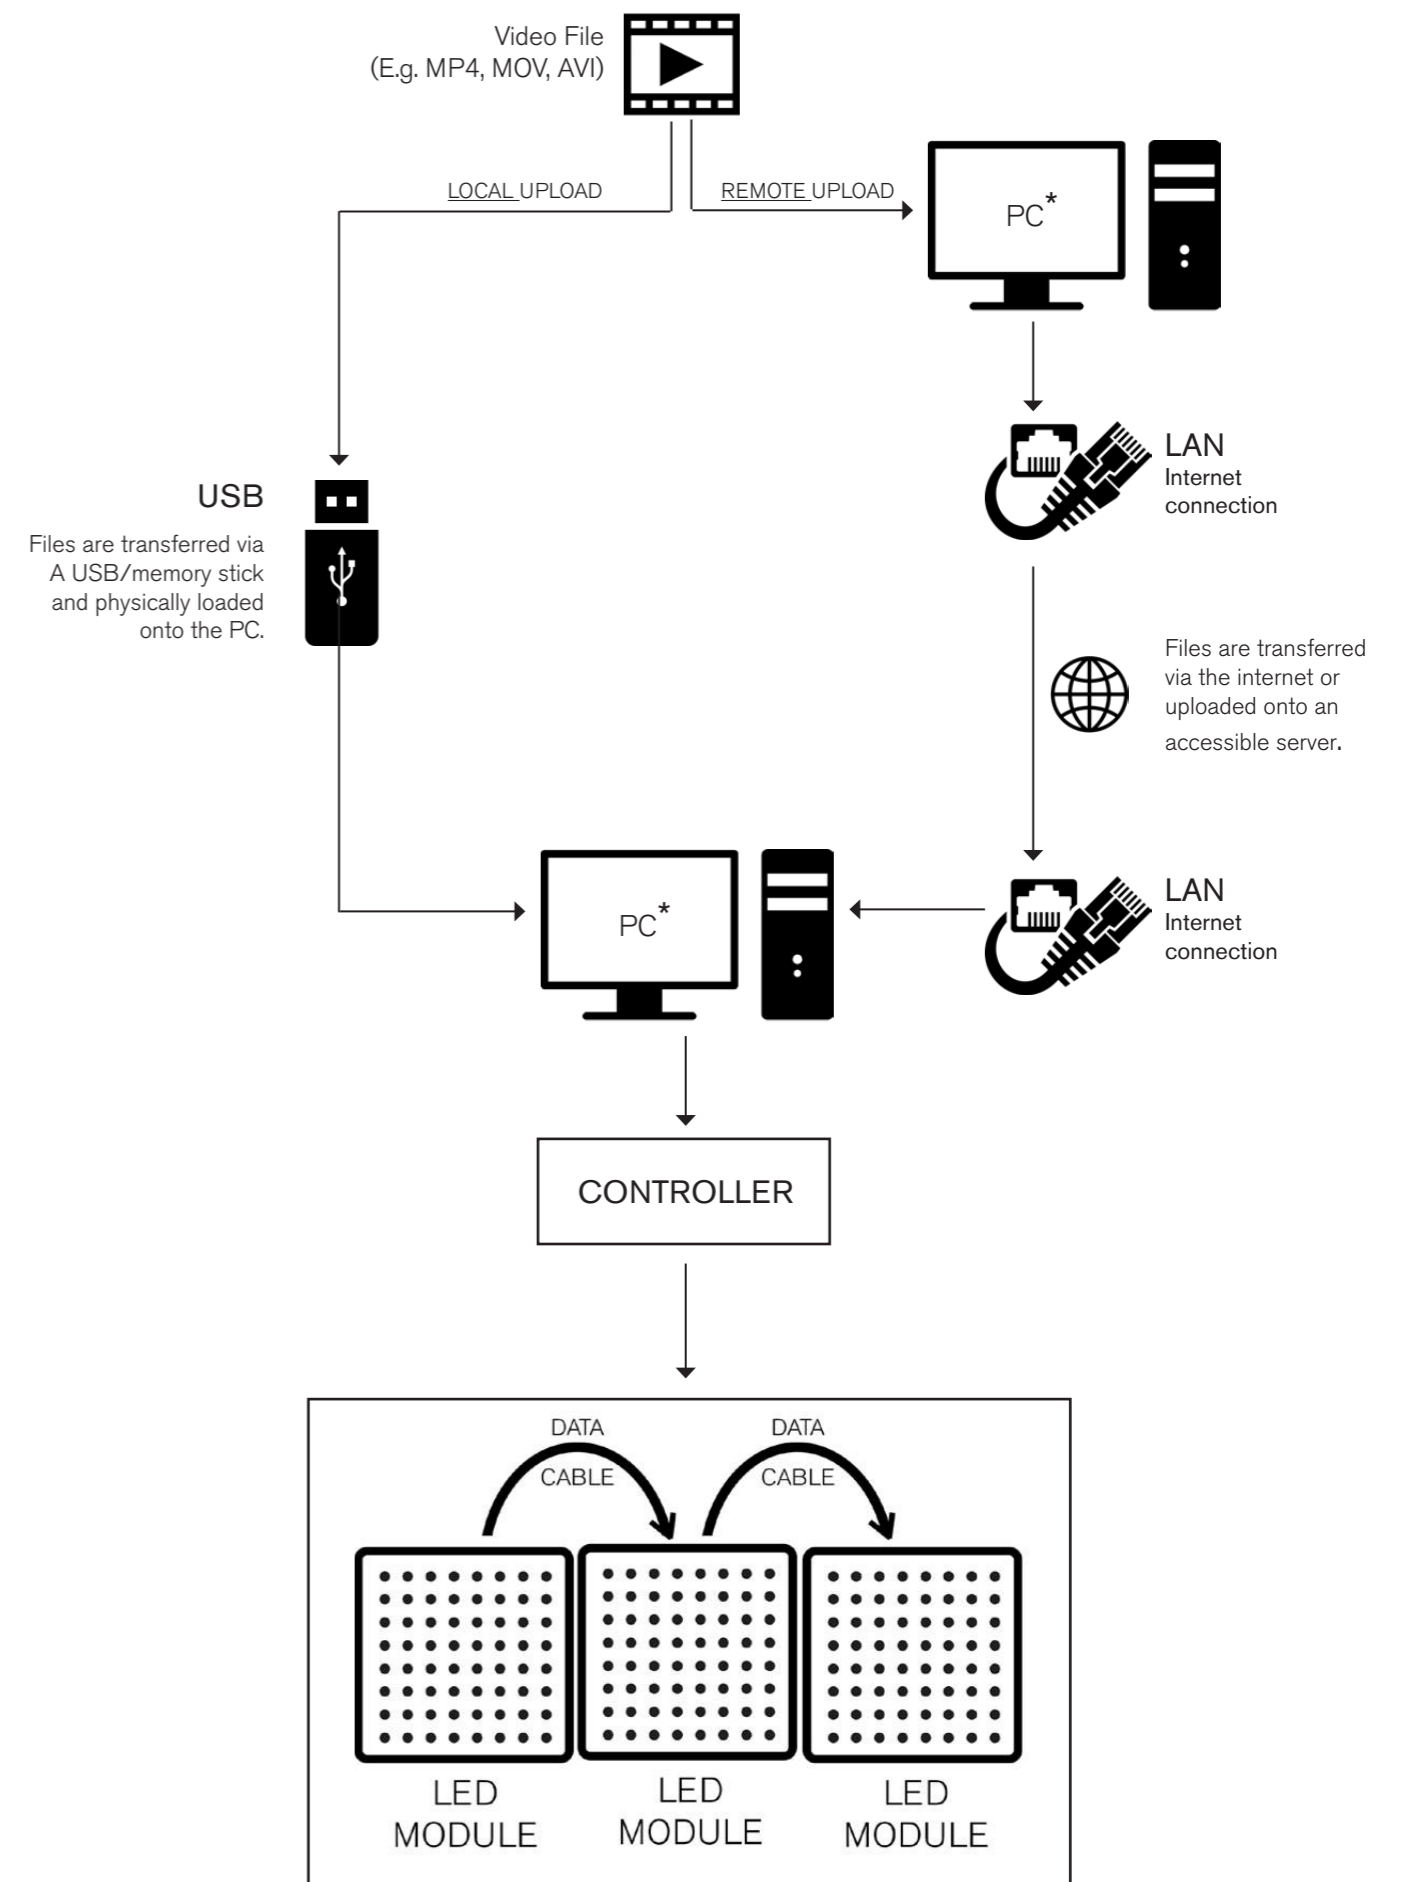 Video File
(E.g. MP4, MOV, AVI)
LOCAL UPLOAD
REMOTE UPLOAD
PC*
LAN
Internet
connection
USB
Files are transferred via
A USB/memory stick
and physically loaded
onto the PC.
Files are transferred
via the internet or
uploaded onto an
accessible server.
PC*
LAN
Internet
connection
CONTROLLER
DATA
CABLE
DATA
CABLE
LED
MODULE
LED
MODULE
LED
MODULE